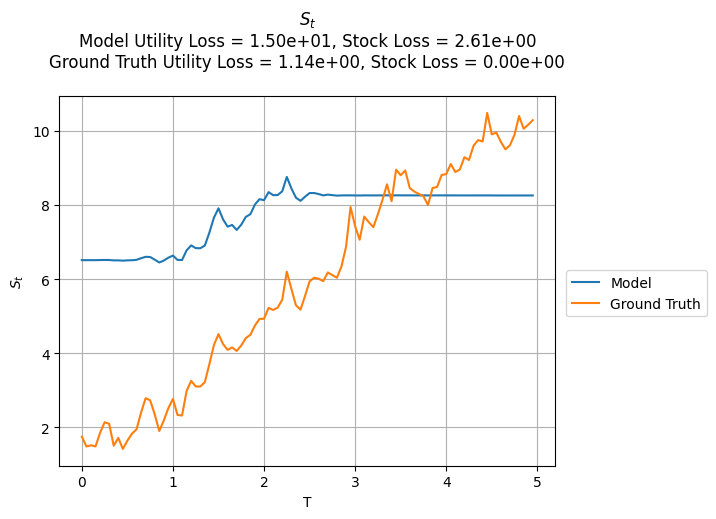 S_t
Model Utility Loss = 1.50e+01, Stock Loss = 2.61e+00
Ground Truth Utility Loss = 1.14e+00, Stock Loss = 0.00e+00
10
8
6
4
2
S_t
0 1 2 3 4 5
T
Model
Ground Truth